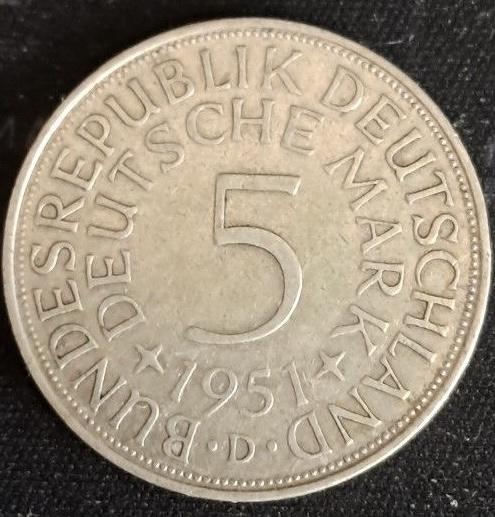 BUNDESREPUBLIK DEUTSCHLAND
DEUTSCHE MARK
5
1951
· D ·